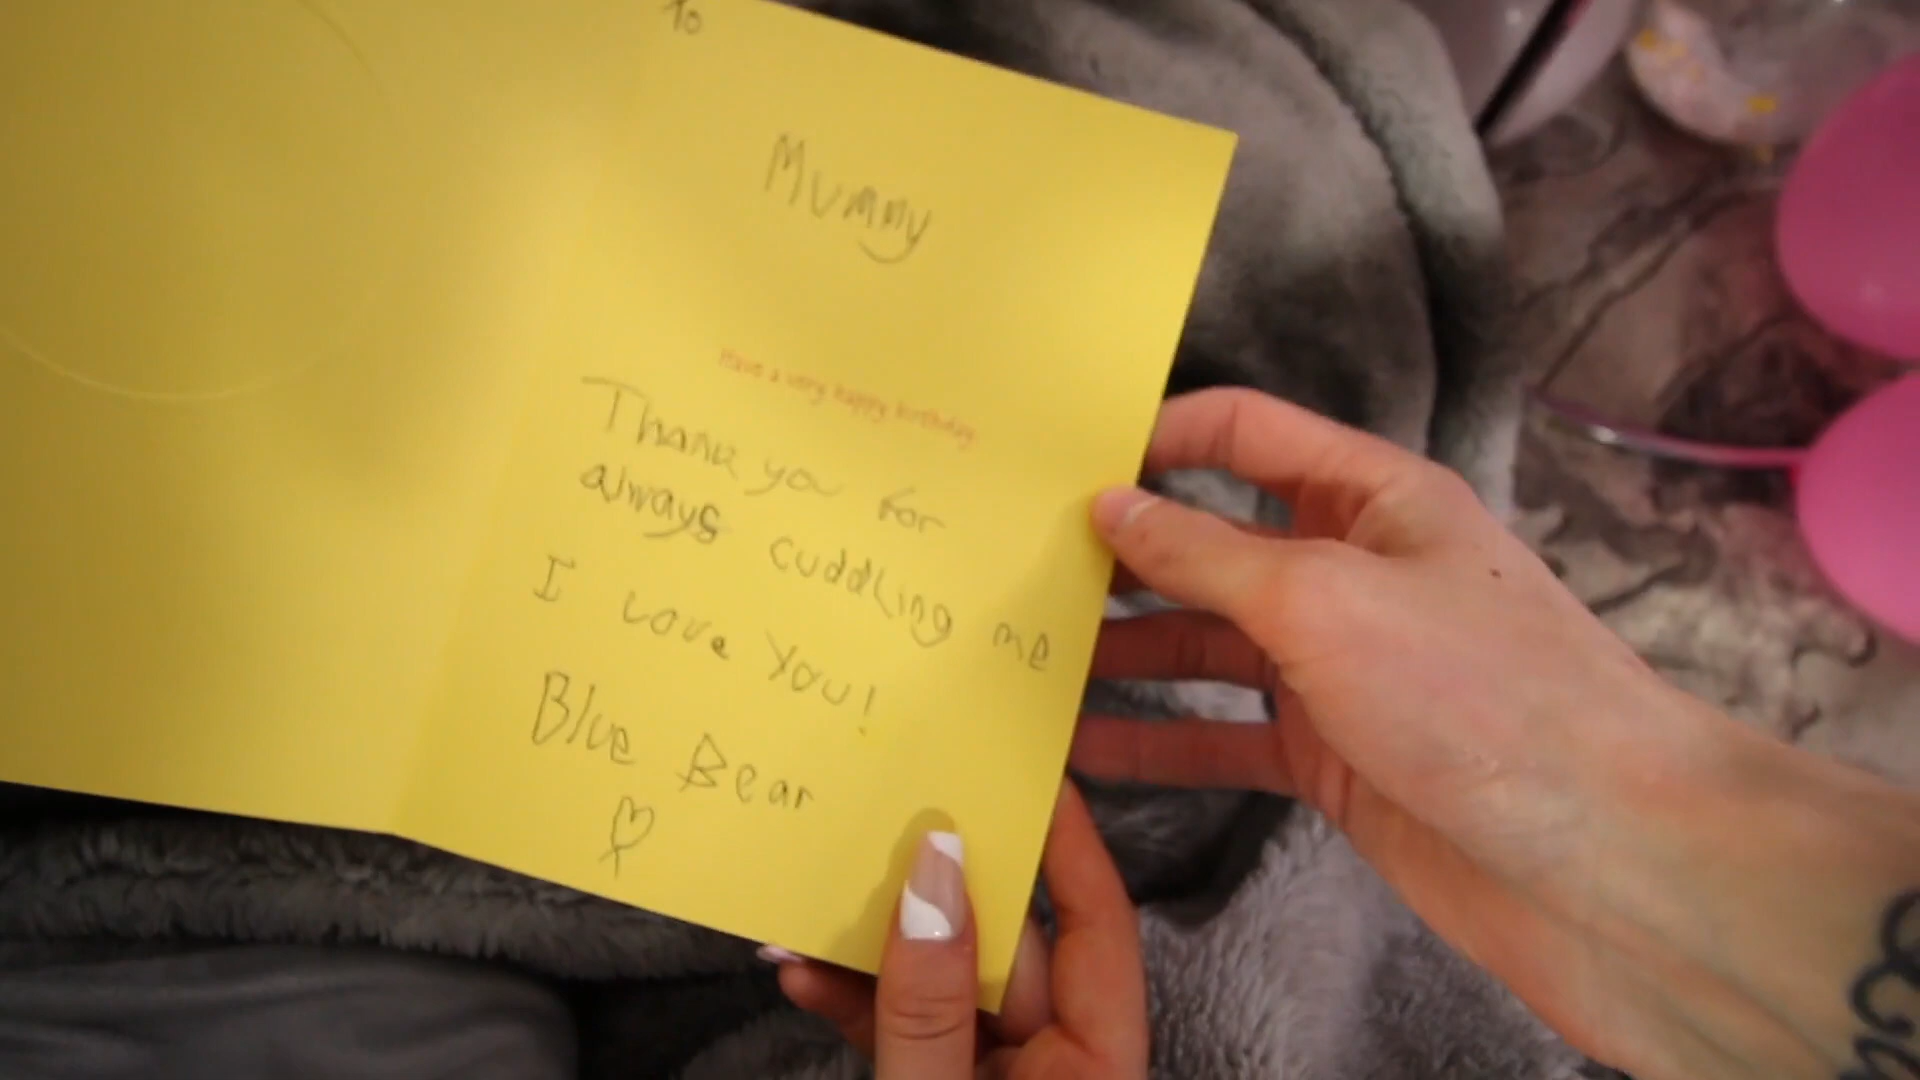 To
Mummy
Have a very happy birthday
Thank you for
always cuddling me
I Love You!
Blue Bear